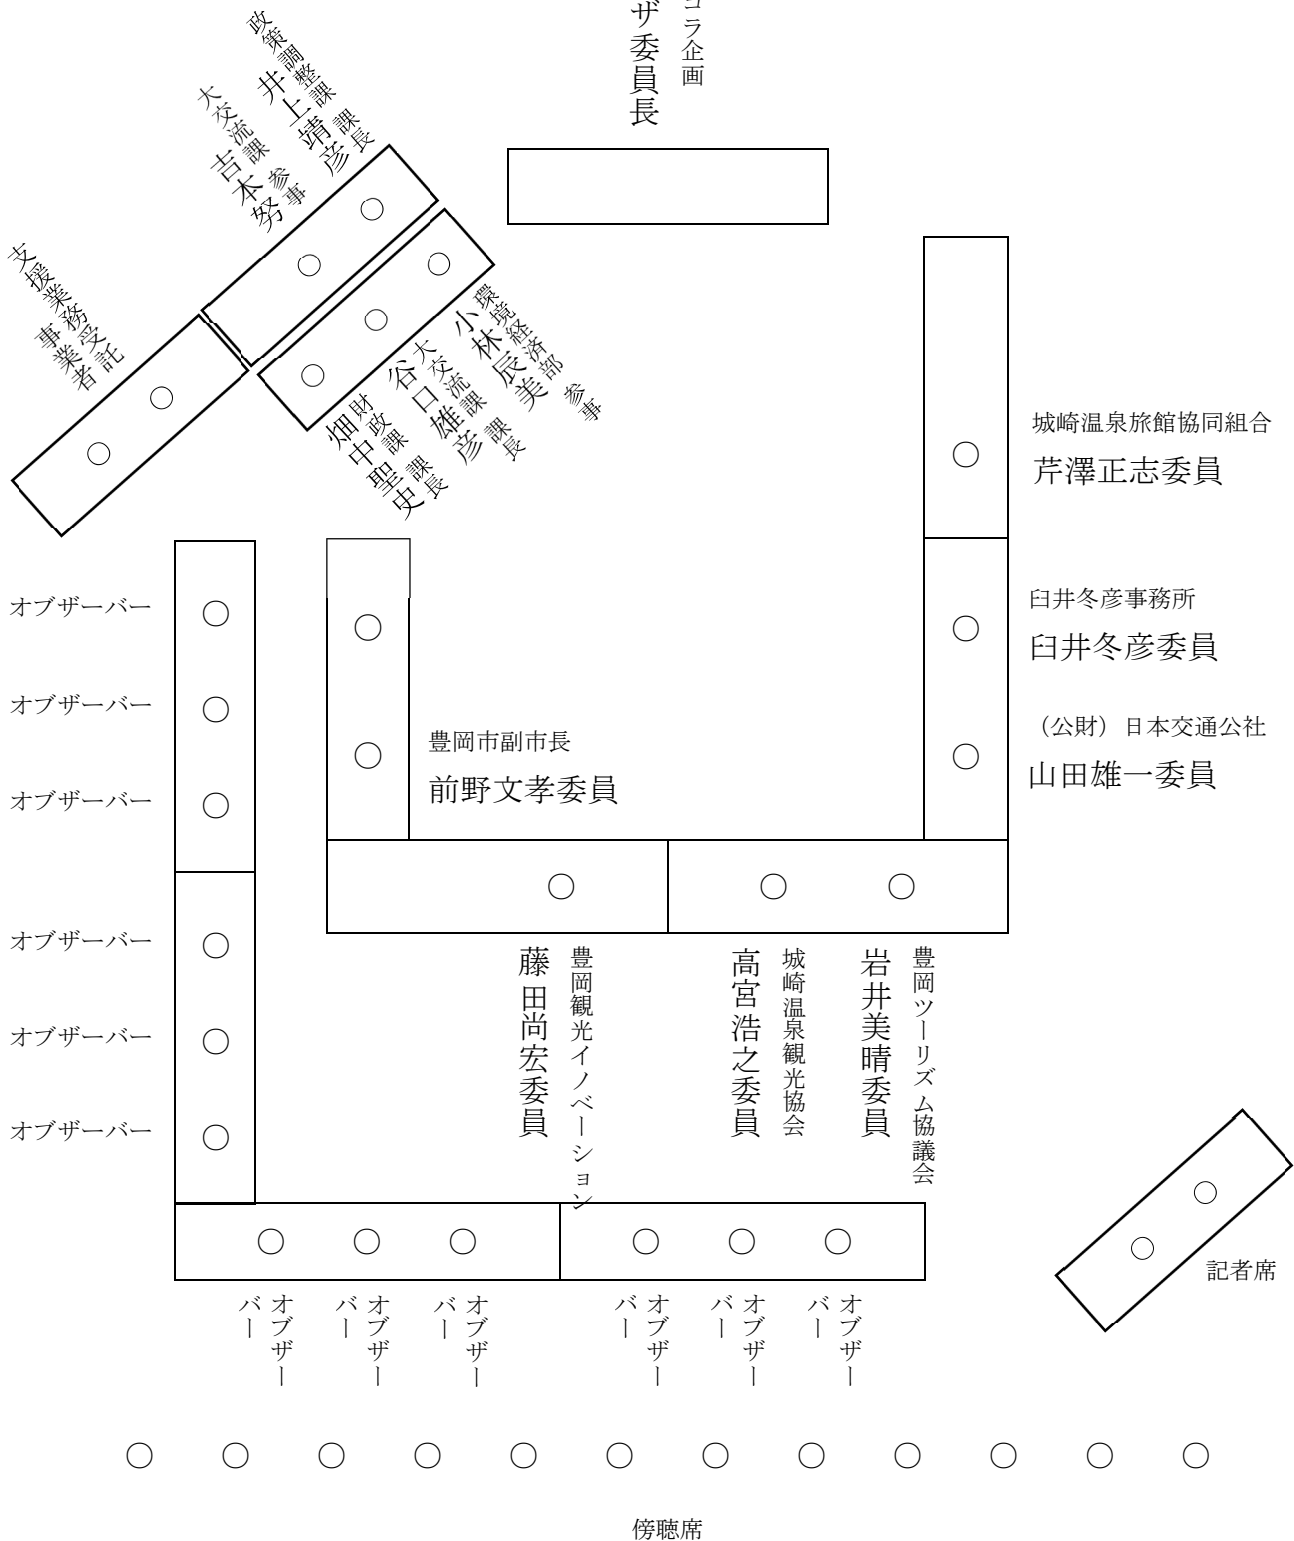 コラ企画
ザ委員長
政策調整課 課長
井上靖彦
大交流課 参事
吉本努
支援業務受託
事業者
環境経済部 参事
小林辰美
大交流課 課長
谷口雄彦
財政課 課長
畑中聖史
城崎温泉旅館協同組合
芹澤正志委員
臼井冬彦事務所
臼井冬彦委員
（公財）日本交通公社
山田雄一委員
豊岡市副市長
前野文孝委員
オブザーバー
オブザーバー
オブザーバー
オブザーバー
オブザーバー
オブザーバー
豊岡ツーリズム協議会
岩井美晴委員
城崎温泉観光協会
高宮浩之委員
豊岡観光イノベーション
藤田尚宏委員
記者席
オブザー
バー
オブザー
バー
オブザー
バー
オブザー
バー
オブザー
バー
オブザー
バー
傍聴席